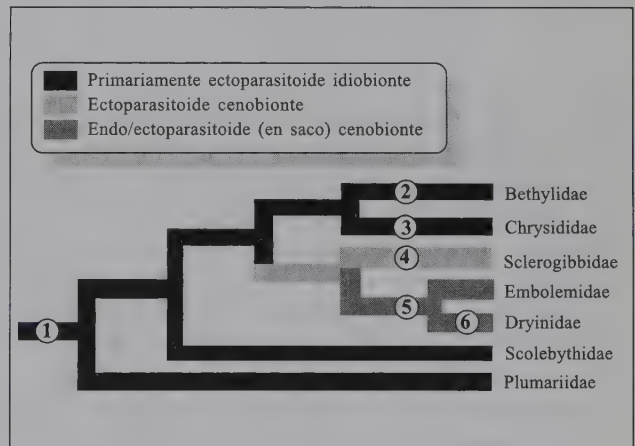 Primariamente ectoparasitoide idiobionte
Ectoparasitoide cenobionte
Endo/ectoparasitoide (en saco) cenobionte
2 Bethylidae
3 Chrysididae
4 Sclerogibbidae
Embolemidae
5
6 Dryinidae
1
Scolebythidae
Plumariidae